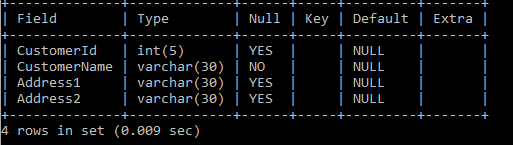 | Field | Type | Null | Key | Default | Extra |
| CustomerId | int(5) | YES | | NULL | |
| CustomerName | varchar(30) | NO | | NULL | |
| Address1 | varchar(30) | YES | | NULL | |
| Address2 | varchar(30) | YES | | NULL | |
4 rows in set (0.009 sec)